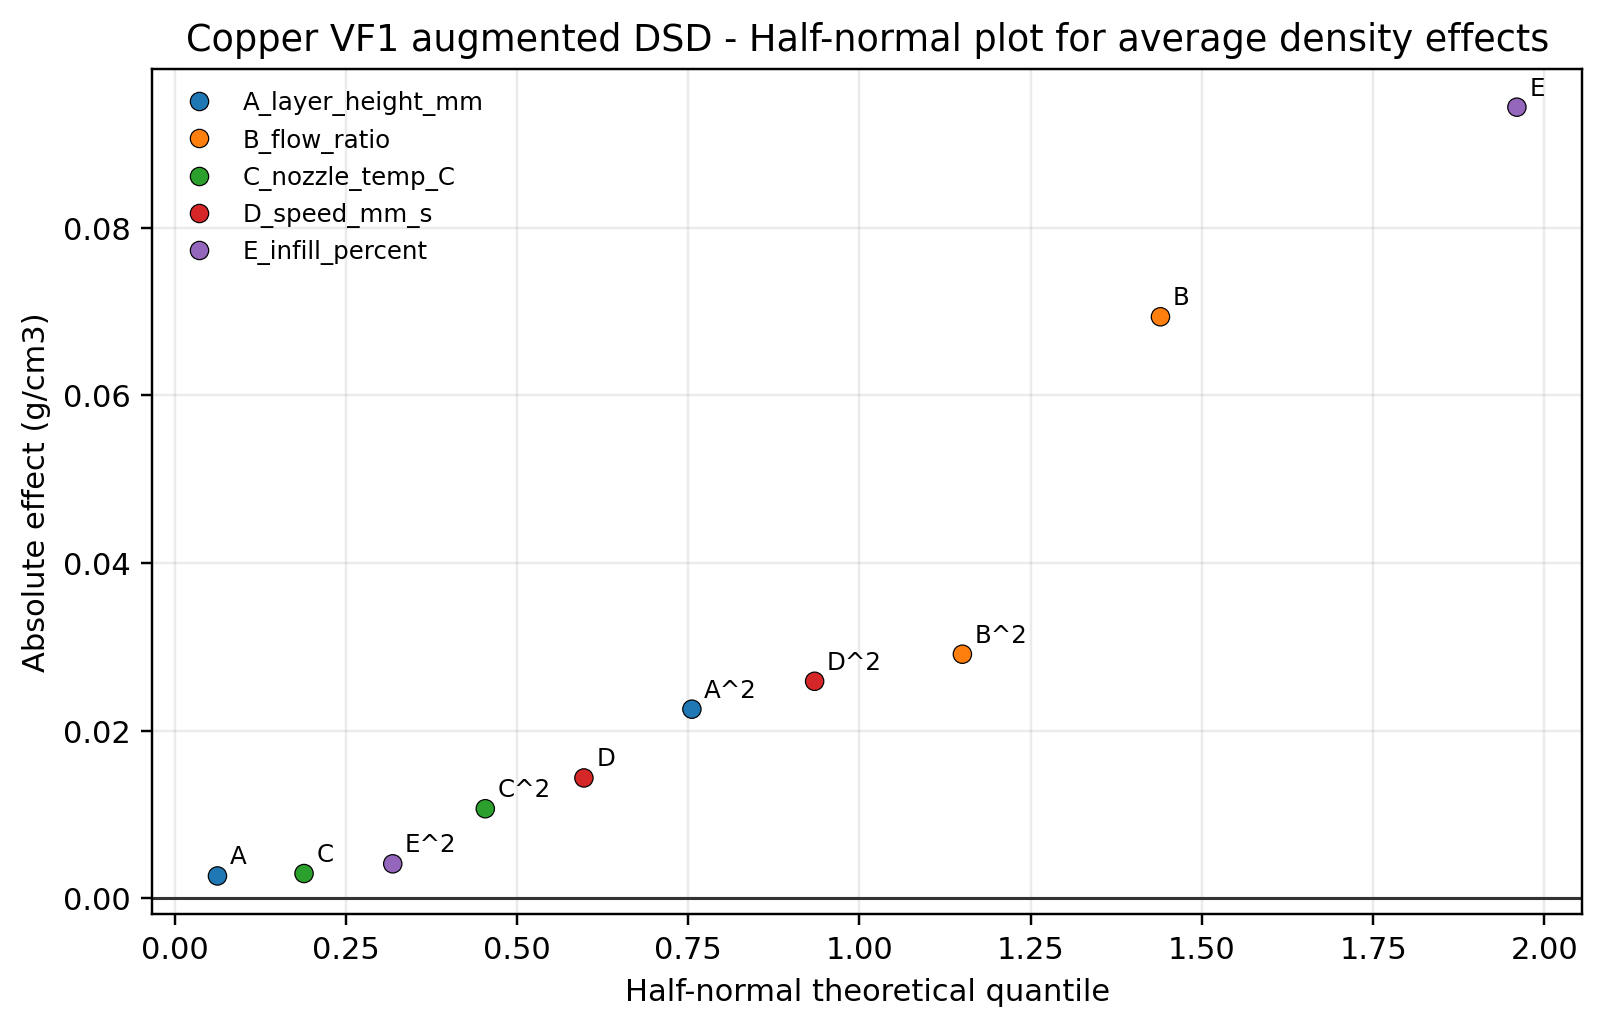 Copper VF1 augmented DSD - Half-normal plot for average density effects
A_layer_height_mm
B_flow_ratio
C_nozzle_temp_C
D_speed_mm_s
E_infill_percent
E
B
B^2
D^2
A^2
D
C^2
E^2
C
A
0.08
0.06
0.04
0.02
0.00
Absolute effect (g/cm3)
0.00 0.25 0.50 0.75 1.00 1.25 1.50 1.75 2.00
Half-normal theoretical quantile